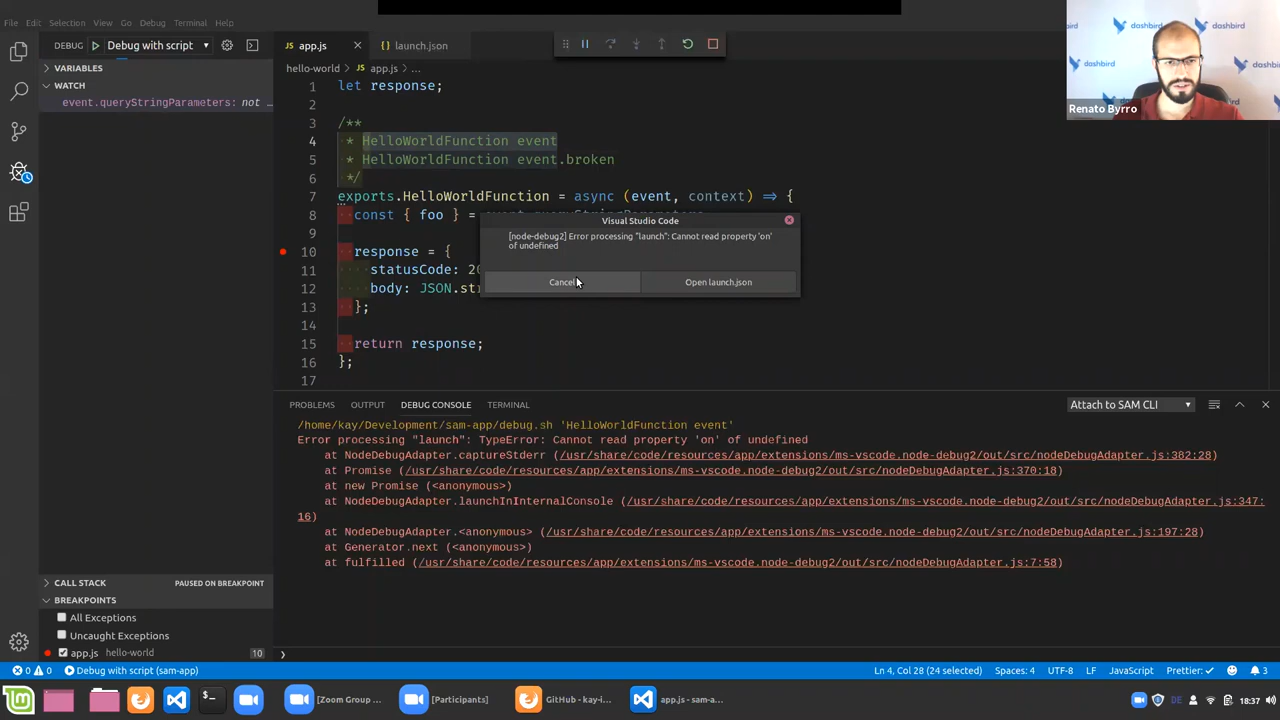 File Edit Selection View Go Debug Terminal Help
DEBUG Debug with script
app.js launch.json
dashbird
dashbird
dashbird
Renato Byrro
VARIABLES
WATCH
event.queryStringParameters: not …
hello-world app.js …
1 let response;
2
3 /**
4 * HelloWorldFunction event
5 * HelloWorldFunction event.broken
6 */
7 exports.HelloWorldFunction = async (event, context) => {
8 const { foo } = event.queryStringParameters
9
10 response = {
11 statusCode: 20
12 body: JSON.str
13 };
14
15 return response;
16 };
17
Visual Studio Code
[node-debug2] Error processing "launch": Cannot read property 'on'
of undefined
Cancel Open launch.json
PROBLEMS OUTPUT DEBUG CONSOLE TERMINAL Attach to SAM CLI
/home/kay/Development/sam-app/debug.sh 'HelloWorldFunction event'
Error processing "launch": TypeError: Cannot read property 'on' of undefined
at NodeDebugAdapter.captureStderr (/usr/share/code/resources/app/extensions/ms-vscode.node-debug2/out/src/nodeDebugAdapter.js:382:28)
at Promise (/usr/share/code/resources/app/extensions/ms-vscode.node-debug2/out/src/nodeDebugAdapter.js:370:18)
at new Promise (<anonymous>)
at NodeDebugAdapter.launchInInternalConsole (/usr/share/code/resources/app/extensions/ms-vscode.node-debug2/out/src/nodeDebugAdapter.js:347:
16)
at NodeDebugAdapter.<anonymous> (/usr/share/code/resources/app/extensions/ms-vscode.node-debug2/out/src/nodeDebugAdapter.js:197:28)
at Generator.next (<anonymous>)
at fulfilled (/usr/share/code/resources/app/extensions/ms-vscode.node-debug2/out/src/nodeDebugAdapter.js:7:58)
CALL STACK PAUSED ON BREAKPOINT
BREAKPOINTS
All Exceptions
Uncaught Exceptions
app.js hello-world 10
0 0 Debug with script (sam-app) Ln 4, Col 28 (24 selected) Spaces: 4 UTF-8 LF JavaScript Prettier: ✓ 3
[Zoom Group ... [Participants] GitHub - kay-i... app.js - sam-a... DE 18:37